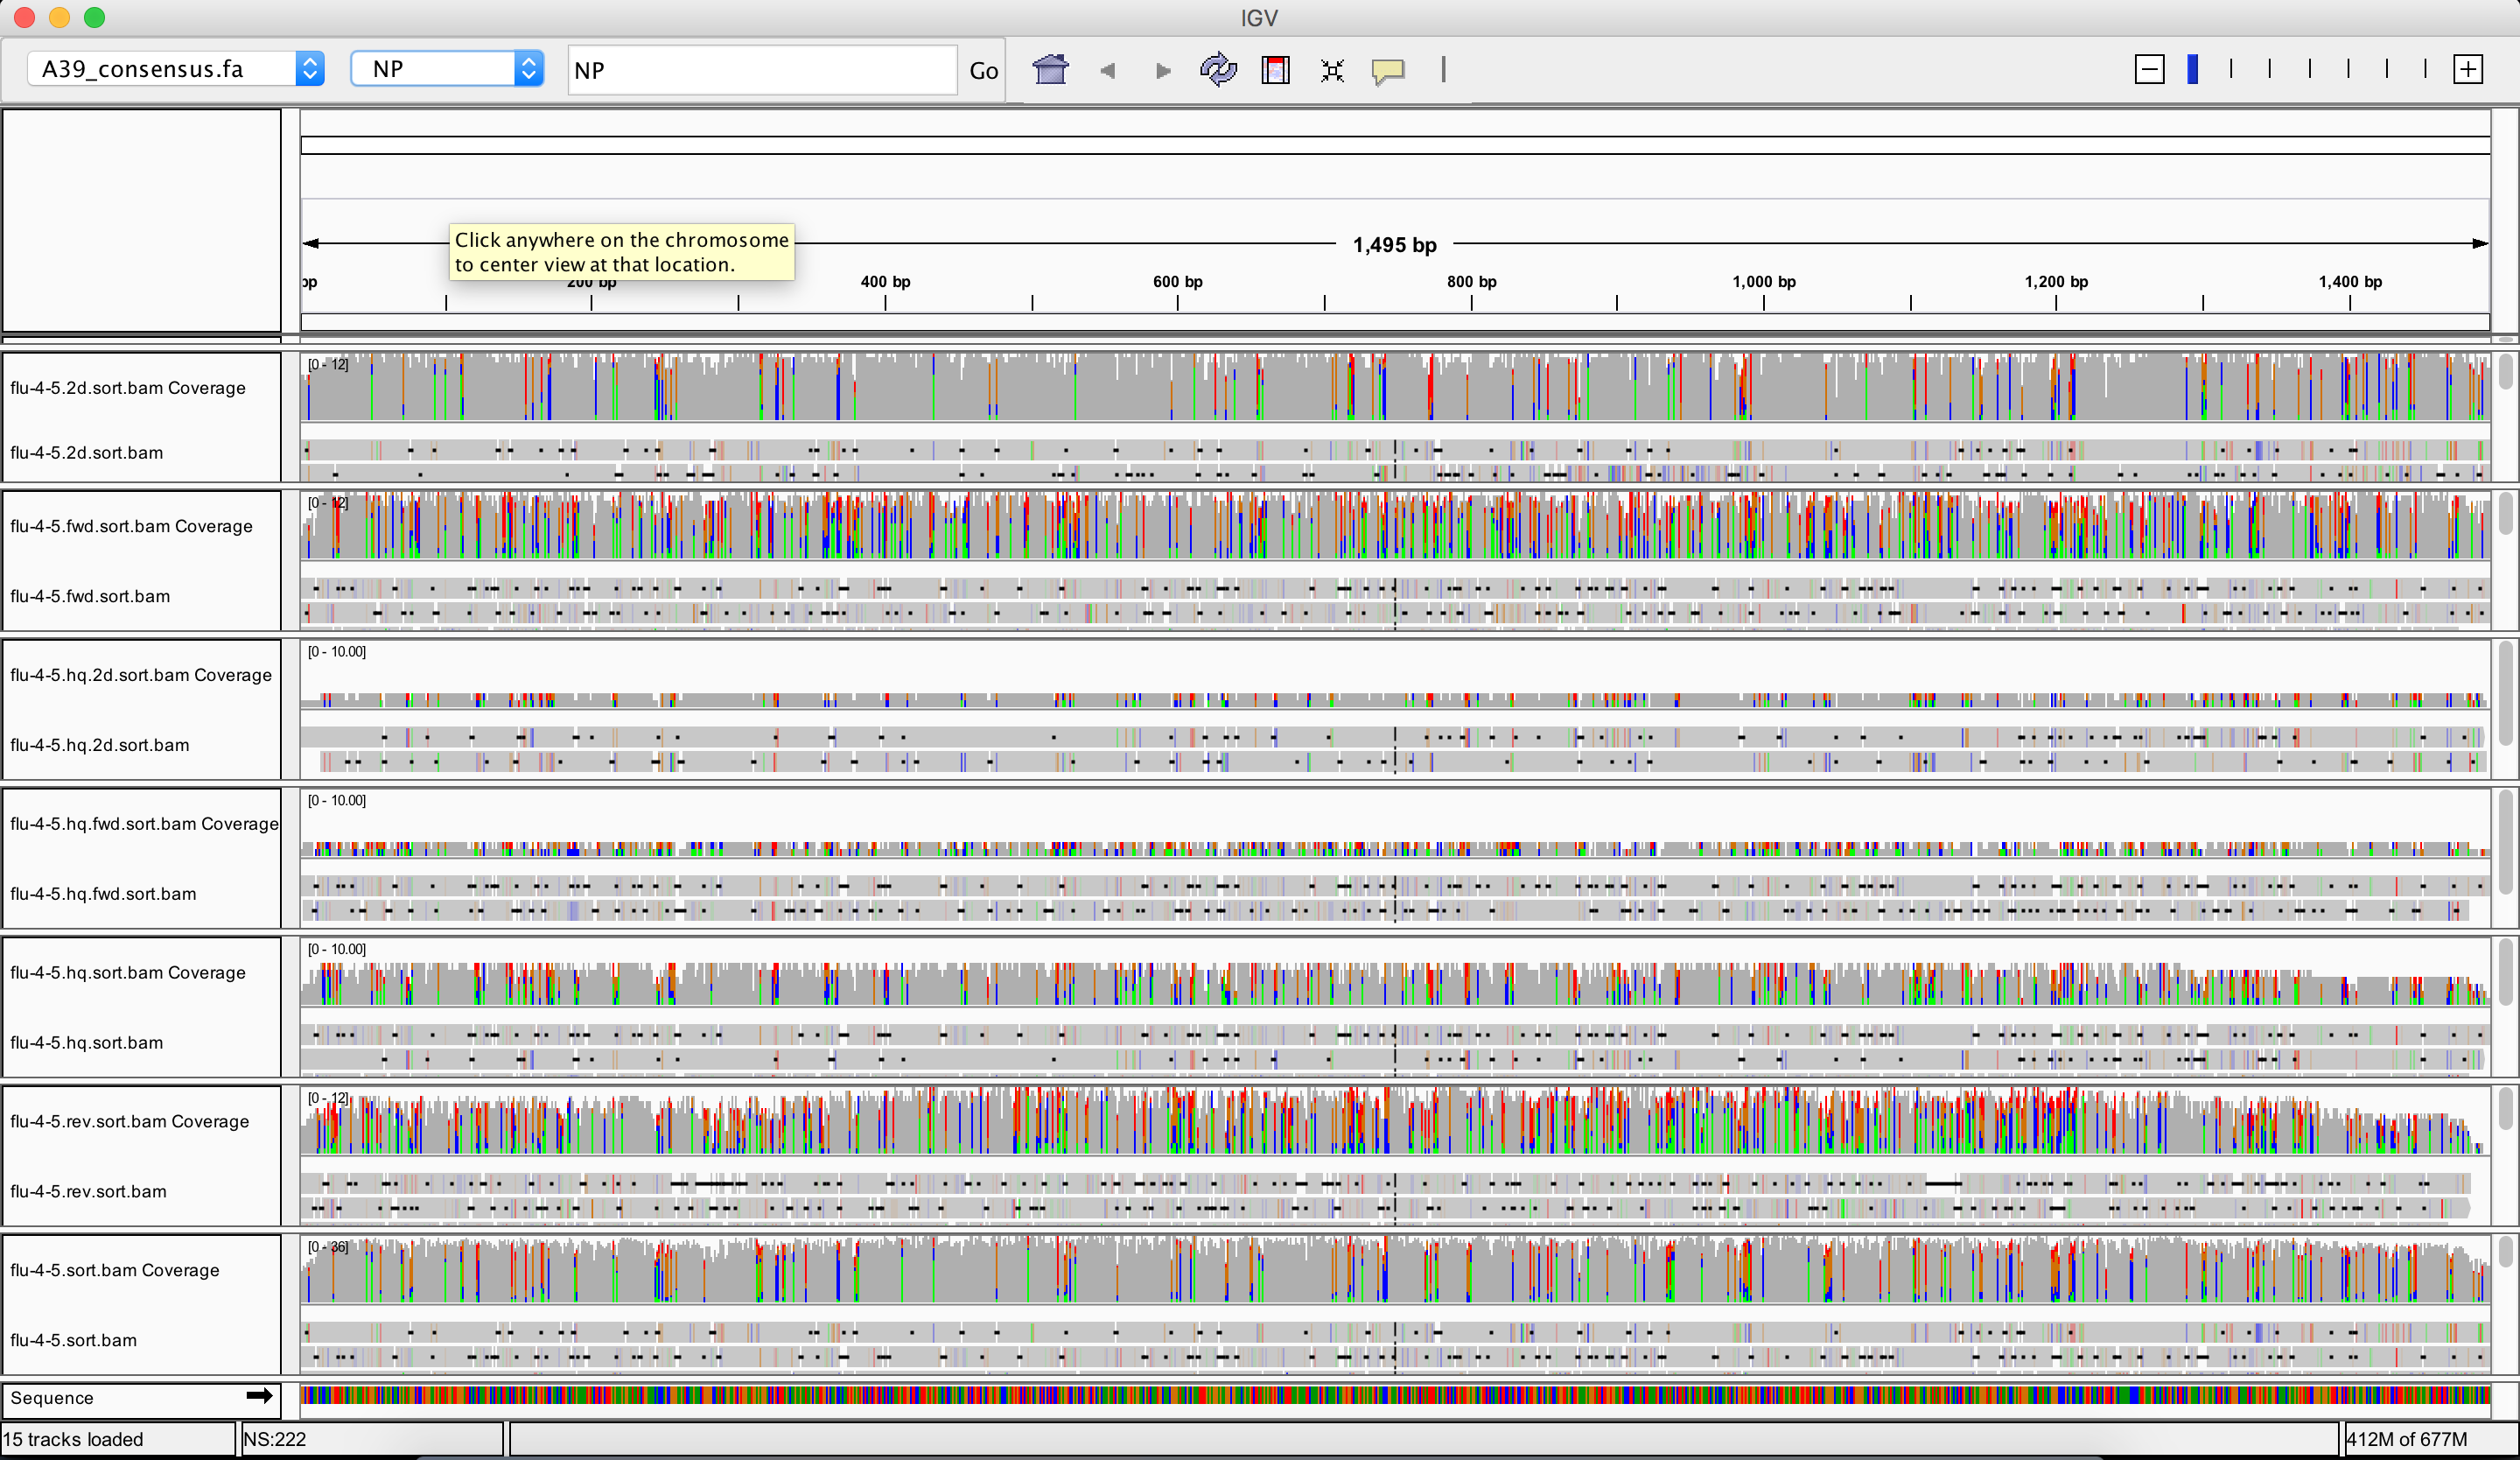 IGV
A39_consensus.fa
NP
NP
Go
Click anywhere on the chromosome
to center view at that location.
1,495 bp
bp
200 bp
400 bp
600 bp
800 bp
1,000 bp
1,200 bp
1,400 bp
[0 - 12]
flu-4-5.2d.sort.bam Coverage
flu-4-5.2d.sort.bam
[0 - 12]
flu-4-5.fwd.sort.bam Coverage
flu-4-5.fwd.sort.bam
[0 - 10.00]
flu-4-5.hq.2d.sort.bam Coverage
flu-4-5.hq.2d.sort.bam
[0 - 10.00]
flu-4-5.hq.fwd.sort.bam Coverage
flu-4-5.hq.fwd.sort.bam
[0 - 10.00]
flu-4-5.hq.sort.bam Coverage
flu-4-5.hq.sort.bam
[0 - 12]
flu-4-5.rev.sort.bam Coverage
flu-4-5.rev.sort.bam
[0 - 36]
flu-4-5.sort.bam Coverage
flu-4-5.sort.bam
Sequence
15 tracks loaded
NS:222
412M of 677M